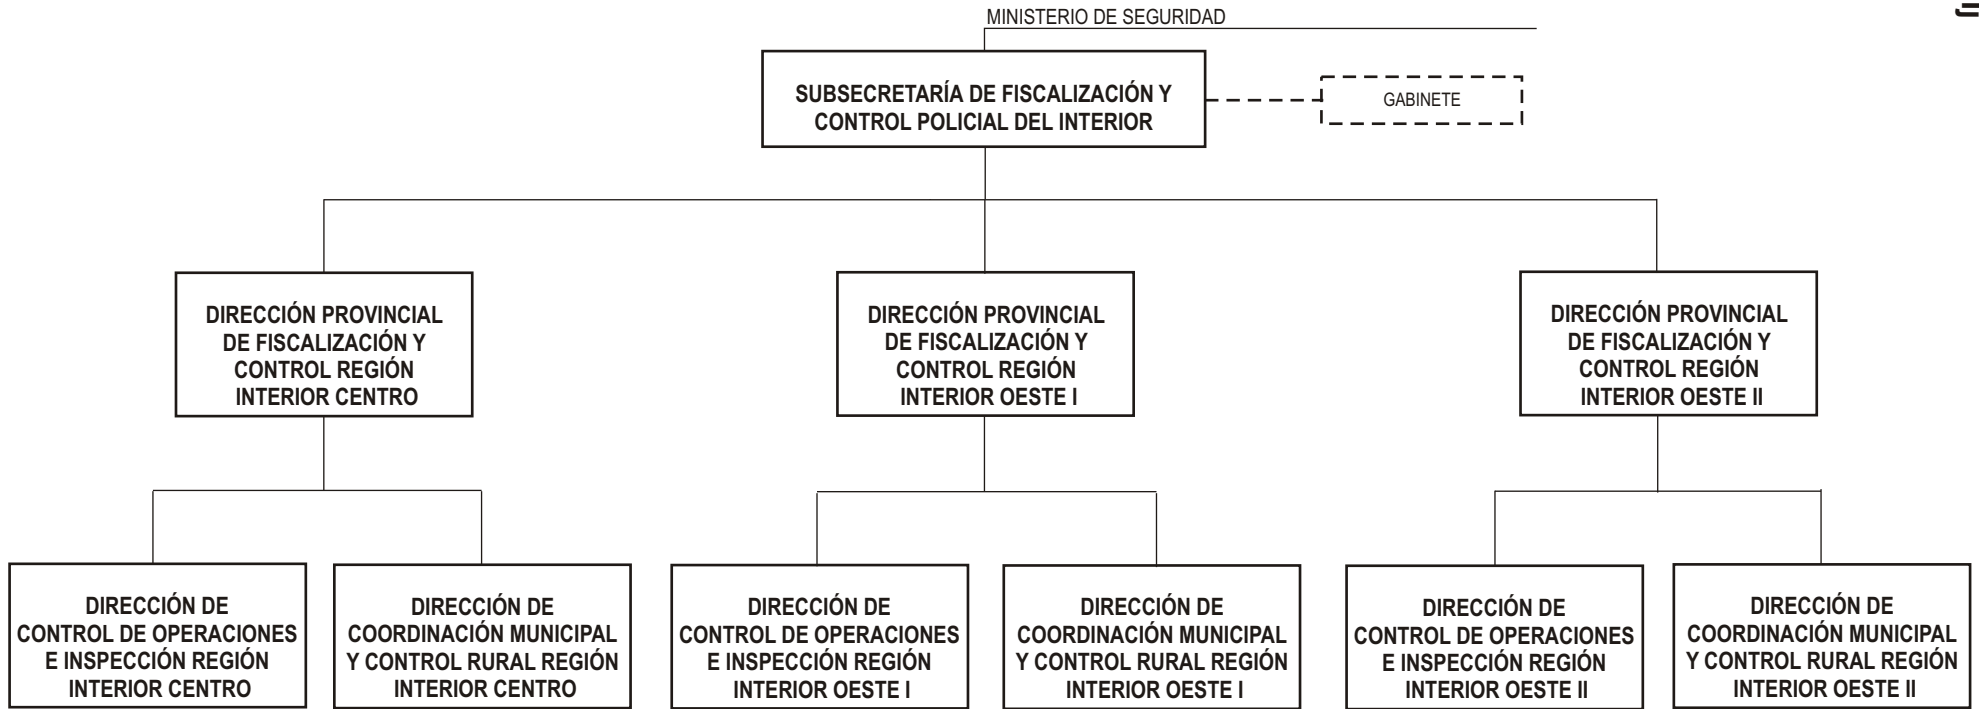 MINISTERIO DE SEGURIDAD
SUBSECRETARÍA DE FISCALIZACIÓN Y
CONTROL POLICIAL DEL INTERIOR
GABINETE
DIRECCIÓN PROVINCIAL
DE FISCALIZACIÓN Y
CONTROL REGIÓN
INTERIOR CENTRO
DIRECCIÓN PROVINCIAL
DE FISCALIZACIÓN Y
CONTROL REGIÓN
INTERIOR OESTE I
DIRECCIÓN PROVINCIAL
DE FISCALIZACIÓN Y
CONTROL REGIÓN
INTERIOR OESTE II
DIRECCIÓN DE
CONTROL DE OPERACIONES
E INSPECCIÓN REGIÓN
INTERIOR CENTRO
DIRECCIÓN DE
COORDINACIÓN MUNICIPAL
Y CONTROL RURAL REGIÓN
INTERIOR CENTRO
DIRECCIÓN DE
CONTROL DE OPERACIONES
E INSPECCIÓN REGIÓN
INTERIOR OESTE I
DIRECCIÓN DE
COORDINACIÓN MUNICIPAL
Y CONTROL RURAL REGIÓN
INTERIOR OESTE I
DIRECCIÓN DE
CONTROL DE OPERACIONES
E INSPECCIÓN REGIÓN
INTERIOR OESTE II
DIRECCIÓN DE
COORDINACIÓN MUNICIPAL
Y CONTROL RURAL REGIÓN
INTERIOR OESTE II